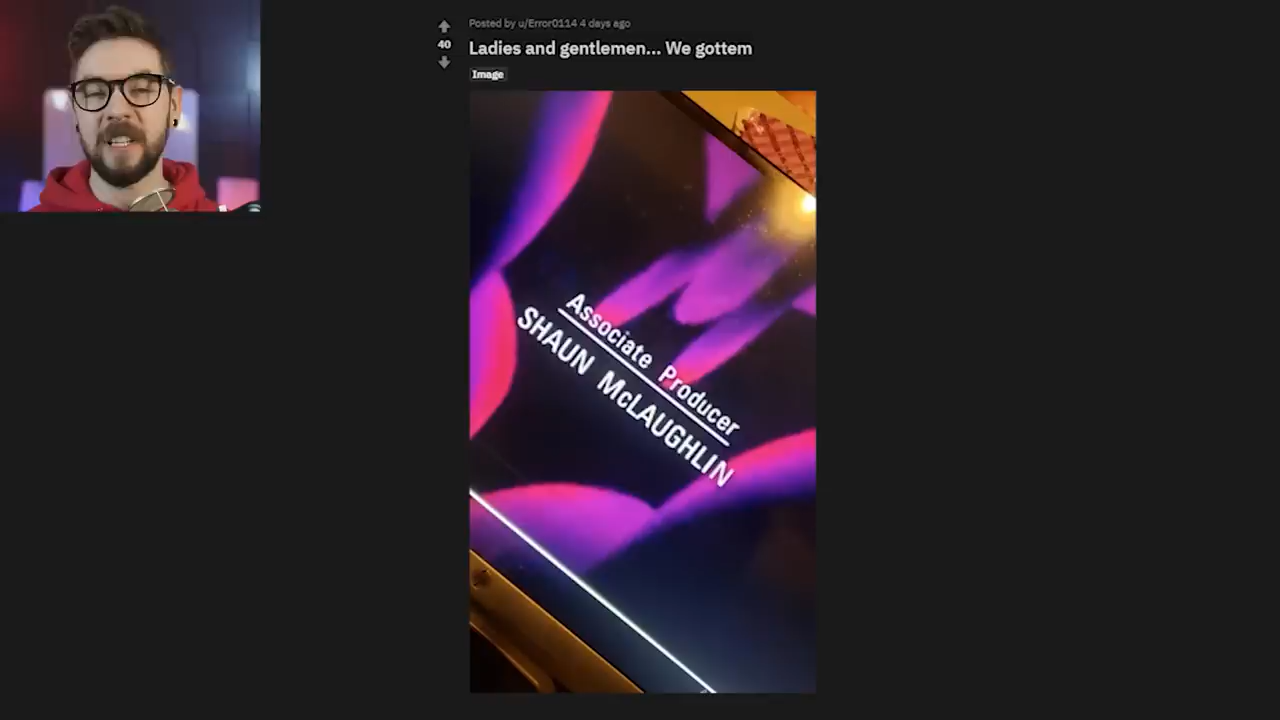 Posted by u/Error0114 4 days ago
40
Ladies and gentlemen... We gottem
Image
Associate Producer
SHAUN McLAUGHLIN